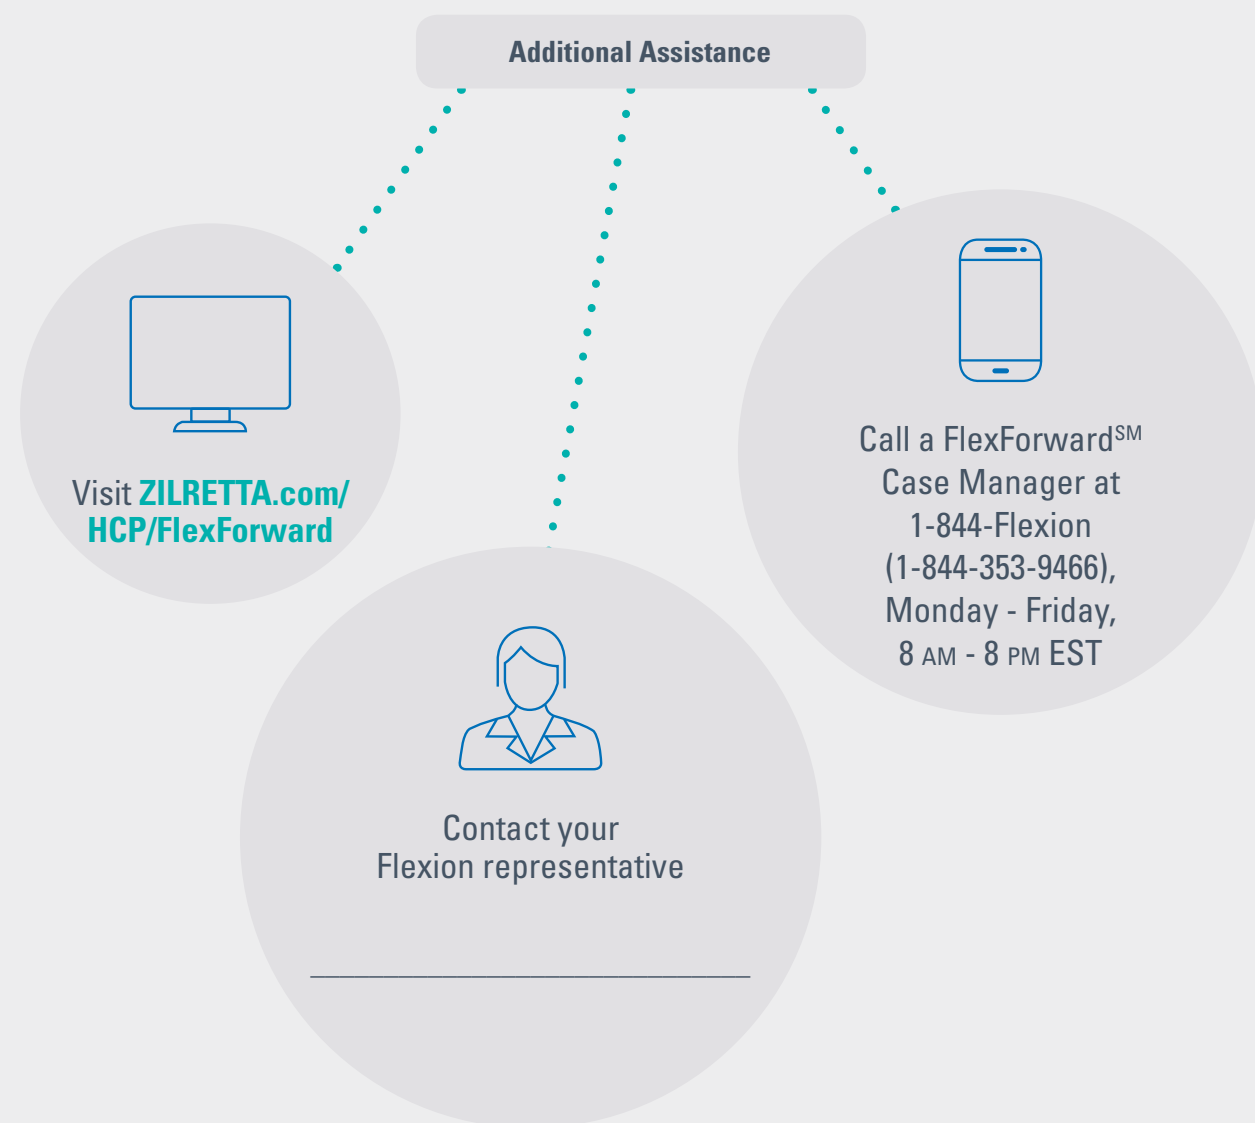 Additional Assistance
Visit ZILRETTA.com/
HCP/FlexForward
Contact your
Flexion representative
Call a FlexForward℠
Case Manager at
1-844-Flexion
(1-844-353-9466),
Monday - Friday,
8 AM - 8 PM EST